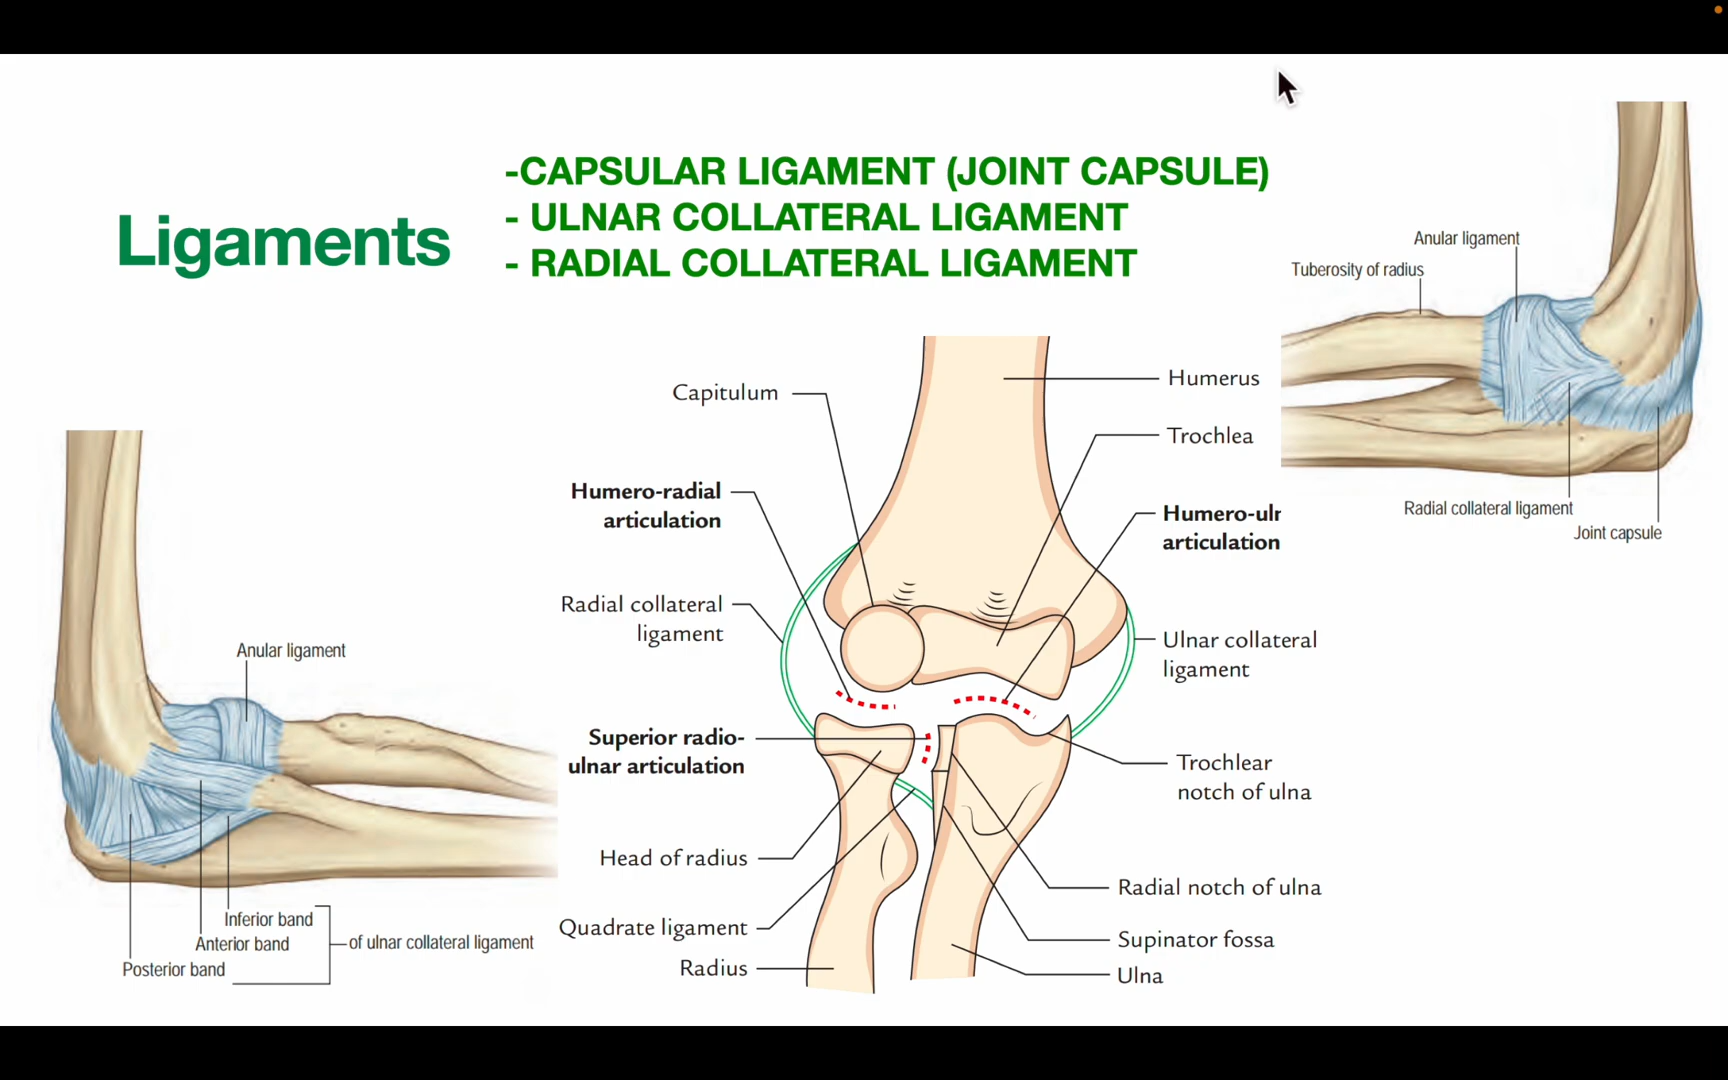 Ligaments
-CAPSULAR LIGAMENT (JOINT CAPSULE)
- ULNAR COLLATERAL LIGAMENT
- RADIAL COLLATERAL LIGAMENT
Anular ligament
Tuberosity of radius
Radial collateral ligament
Joint capsule
Capitulum
Humero-radial
articulation
Radial collateral
ligament
Superior radio-
ulnar articulation
Head of radius
Quadrate ligament
Radius
Humerus
Trochlea
Humero-uln
articulation
Ulnar collateral
ligament
Trochlear
notch of ulna
Radial notch of ulna
Supinator fossa
Ulna
Anular ligament
Inferior band
Anterior band
Posterior band
of ulnar collateral ligament